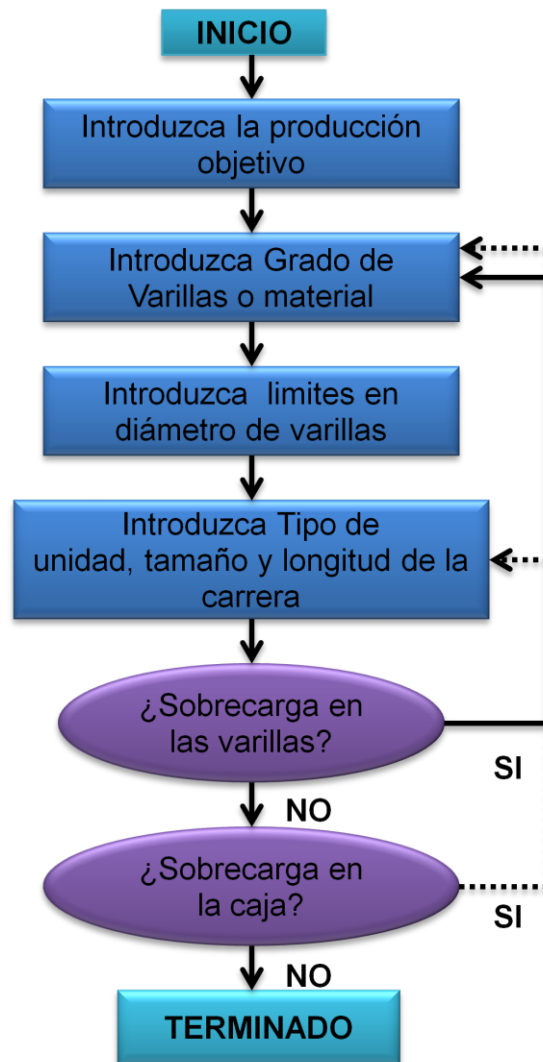 INICIO
Introduzca la producción
objetivo
Introduzca Grado de
Varillas o material
Introduzca limites en
diámetro de varillas
Introduzca Tipo de
unidad, tamaño y longitud de la
carrera
¿Sobrecarga en
las varillas?
SI
NO
¿Sobrecarga en
la caja?
SI
NO
TERMINADO